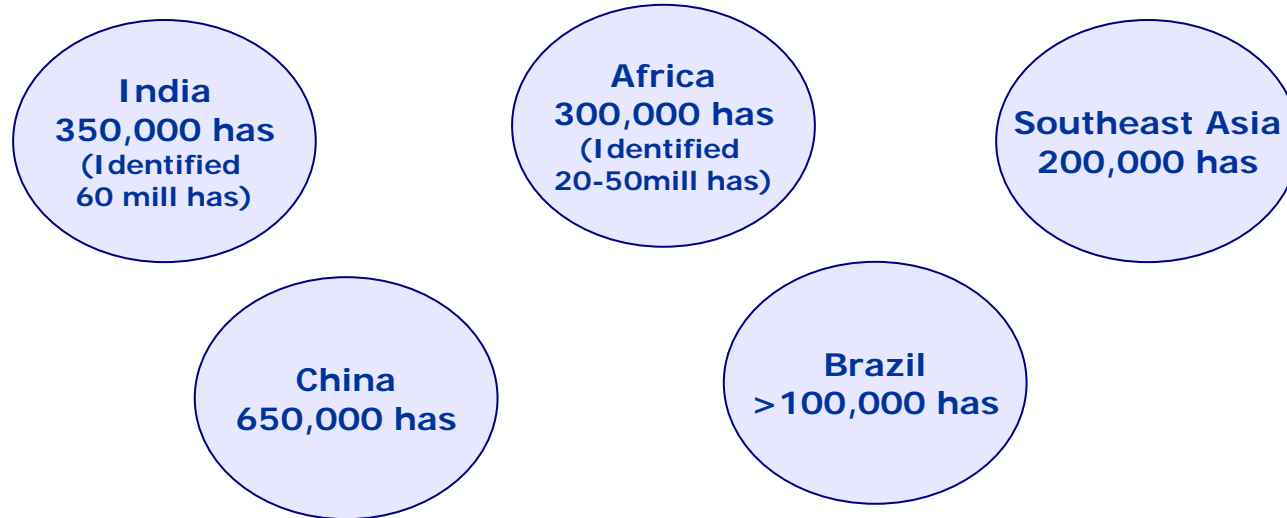 India
350,000 has
(Identified
60 mill has)
Africa
300,000 has
(Identified
20-50mill has)
Southeast Asia
200,000 has
China
650,000 has
Brazil
>100,000 has